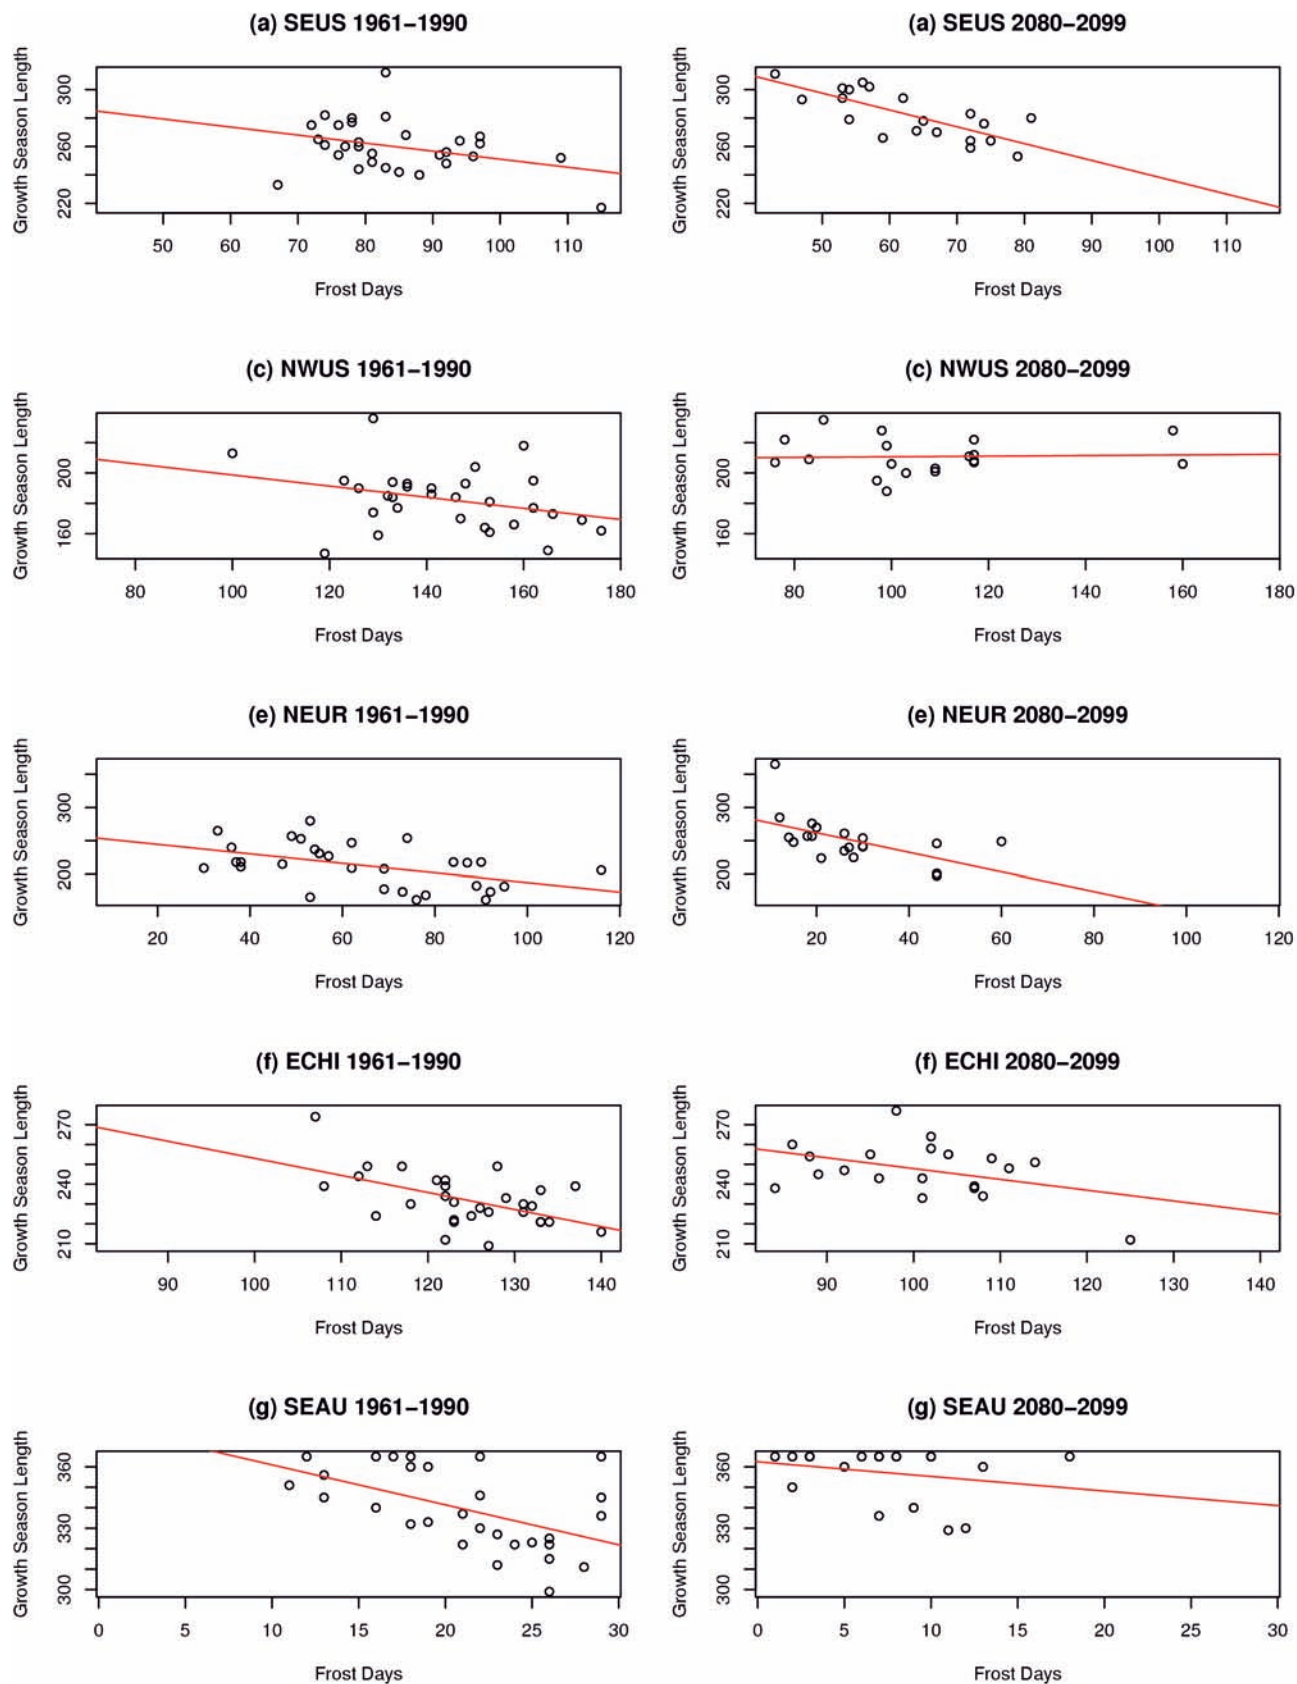 (a) SEUS 1961−1990
Growth Season Length
220 260 300
50 60 70 80 90 100 110
Frost Days
(a) SEUS 2080−2099
Growth Season Length
220 260 300
50 60 70 80 90 100 110
Frost Days
(c) NWUS 1961−1990
Growth Season Length
160 200
80 100 120 140 160 180
Frost Days
(c) NWUS 2080−2099
Growth Season Length
160 200
80 100 120 140 160 180
Frost Days
(e) NEUR 1961−1990
Growth Season Length
200 300
20 40 60 80 100 120
Frost Days
(e) NEUR 2080−2099
Growth Season Length
200 300
20 40 60 80 100 120
Frost Days
(f) ECHI 1961−1990
Growth Season Length
210 240 270
90 100 110 120 130 140
Frost Days
(f) ECHI 2080−2099
Growth Season Length
210 240 270
90 100 110 120 130 140
Frost Days
(g) SEAU 1961−1990
Growth Season Length
300 330 360
0 5 10 15 20 25 30
Frost Days
(g) SEAU 2080−2099
Growth Season Length
300 330 360
0 5 10 15 20 25 30
Frost Days